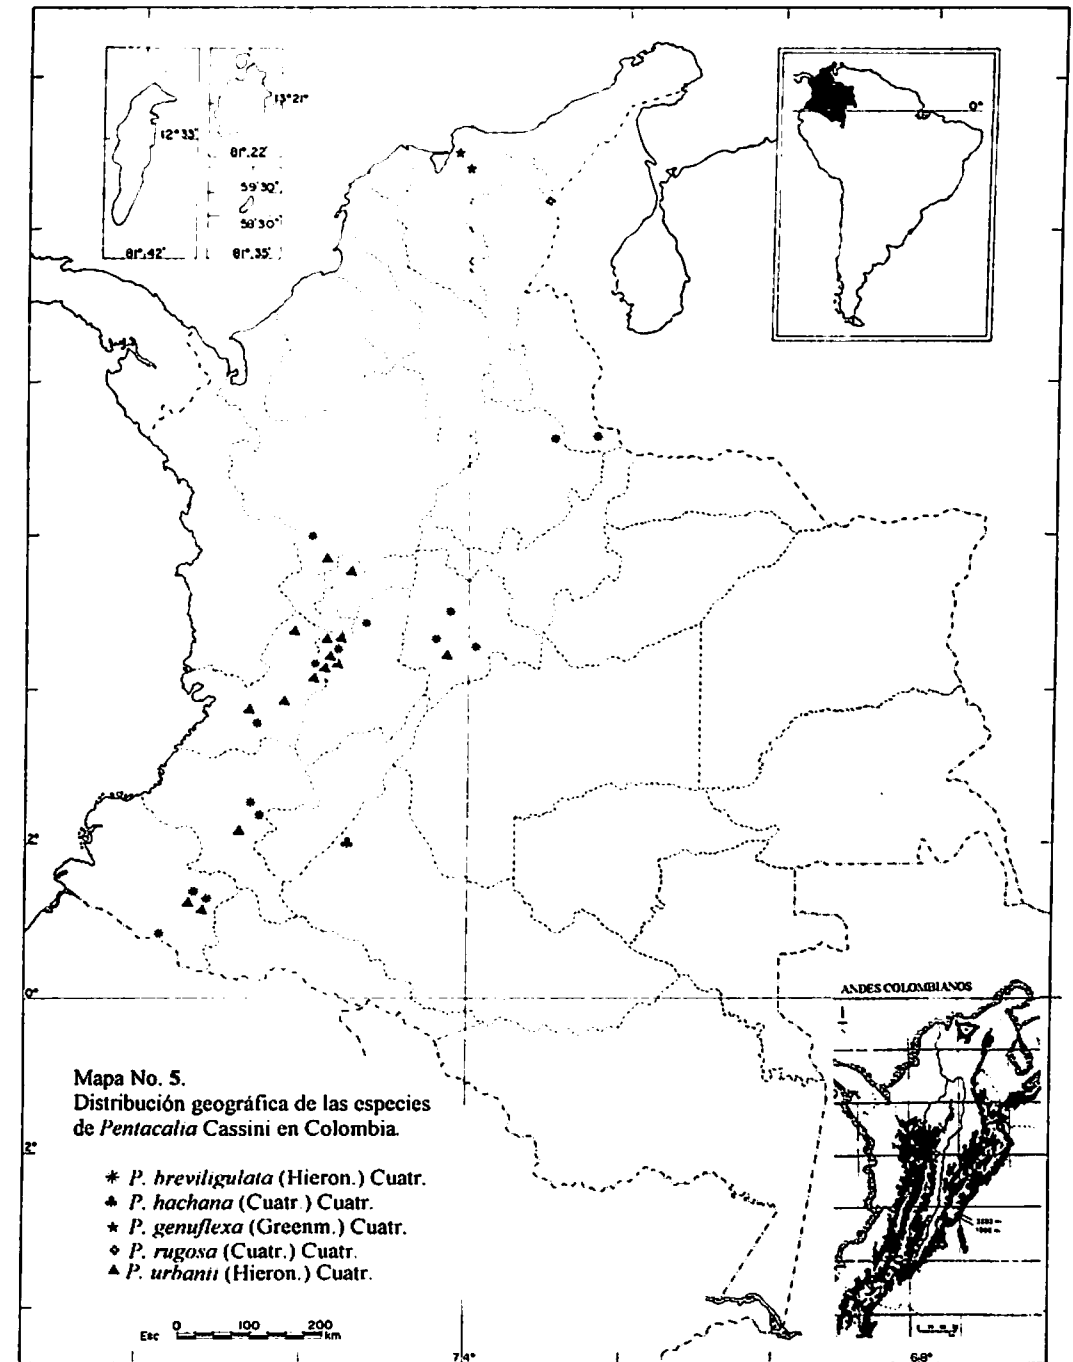 13°21'
12°33'
81°.22'
59'30"
58'30"
81°.42'
81°.35'
0°
2°
0°
ANDES COLOMBIANOS
Mapa No. 5.
Distribución geográfica de las especies
de Pentacalia Cassini en Colombia.
2°
* P. breviligulata (Hieron.) Cuatr.
♣ P. hachana (Cuatr.) Cuatr.
★ P. genuflexa (Greenm.) Cuatr.
⋄ P. rugosa (Cuatr.) Cuatr.
▲ P. urbanii (Hieron.) Cuatr.
Esc 0 100 200 km
74°
68°